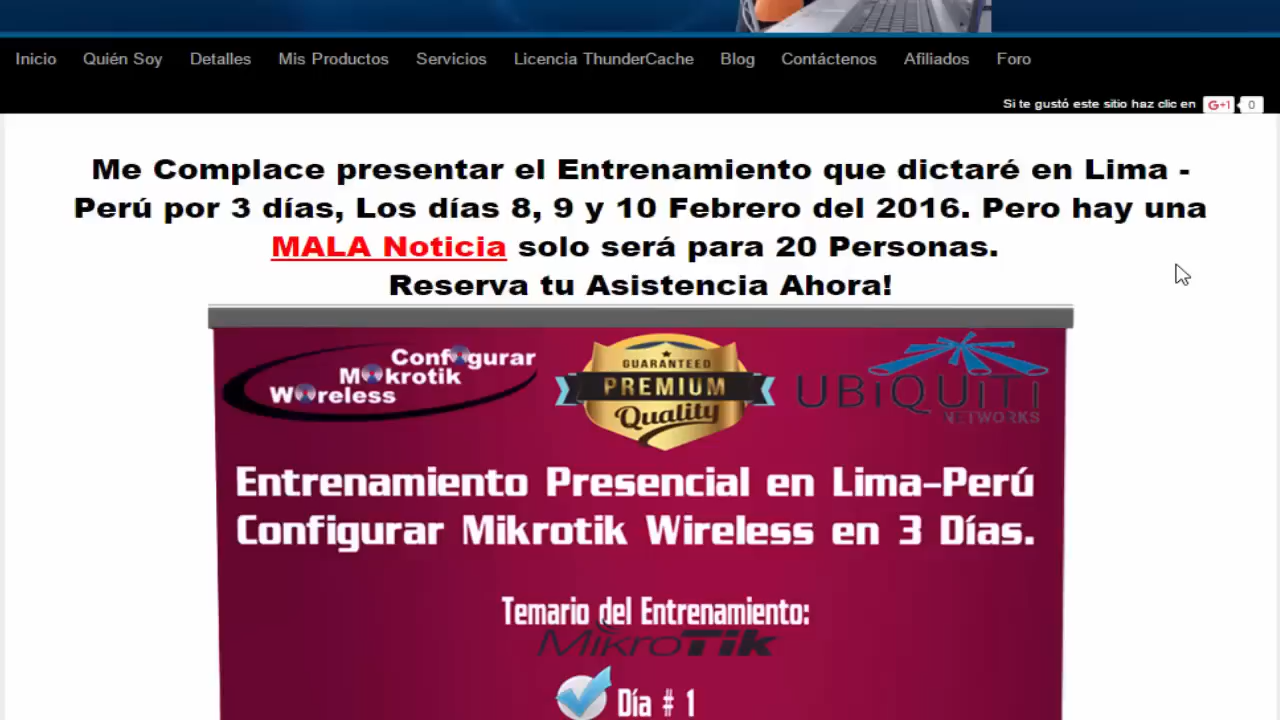 Inicio Quién Soy Detalles Mis Productos Servicios Licencia ThunderCache Blog Contáctenos Afiliados Foro
Si te gustó este sitio haz clic en G+1 0
Me Complace presentar el Entrenamiento que dictaré en Lima -
Perú por 3 días, Los días 8, 9 y 10 Febrero del 2016. Pero hay una
MALA Noticia solo será para 20 Personas.
Reserva tu Asistencia Ahora!
Configurar
Mikrotik
Wireless
GUARANTEED
PREMIUM
Quality
UBiQUiTi
NETWORKS
Entrenamiento Presencial en Lima-Perú
Configurar Mikrotik Wireless en 3 Días.
Temario del Entrenamiento:
MikroTik
Día # 1